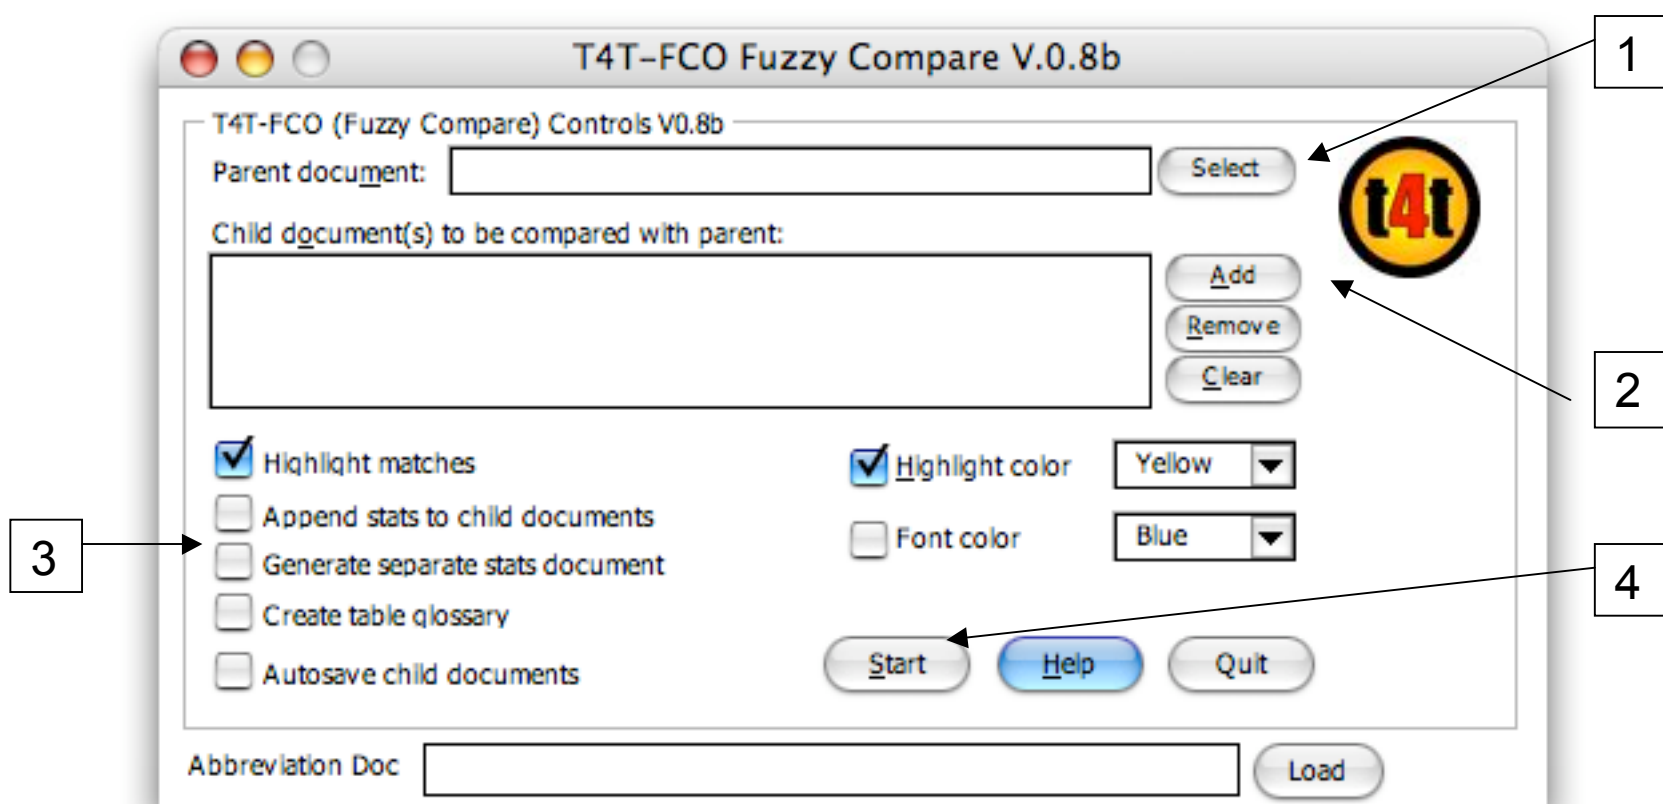 T4T-FCO Fuzzy Compare V.0.8b
1
T4T-FCO (Fuzzy Compare) Controls V0.8b
Parent document:
Select
t4t
Child document(s) to be compared with parent:
Add
Remove
Clear
2
Highlight matches
Highlight color
Yellow
Append stats to child documents
Font color
Blue
3
Generate separate stats document
4
Create table glossary
Autosave child documents
Start
Help
Quit
Abbreviation Doc
Load